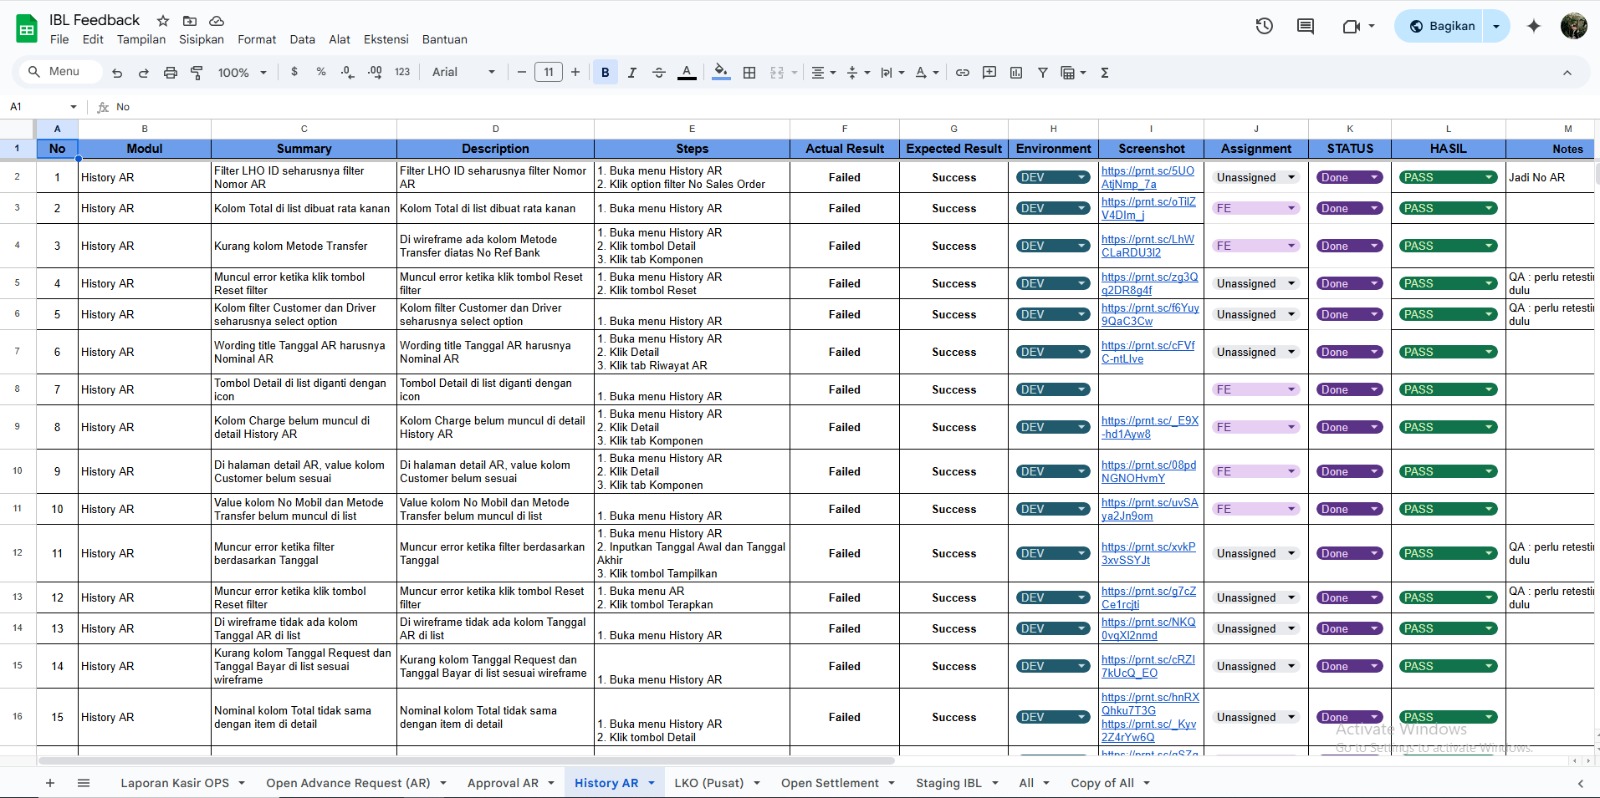 IBL Feedback
File Edit Tampilan Sisipkan Format Data Alat Ekstensi Bantuan
Bagikan
Menu 100% $ % .0 .00 123 Arial 11 B I A
A1 fx No
A B C D E F G H I J K L M
1 No Modul Summary Description Steps Actual Result Expected Result Environment Screenshot Assignment STATUS HASIL Notes
2 1 History AR Filter LHO ID seharusnya filter Nomor AR Filter LHO ID seharusnya filter Nomor AR 1. Buka menu History AR 2. Klik option filter No Sales Order Failed Success DEV https://prnt.sc/5UOAtjNmp_7a Unassigned Done PASS Jadi No AR
3 2 History AR Kolom Total di list dibuat rata kanan Kolom Total di list dibuat rata kanan 1. Buka menu History AR Failed Success DEV https://prnt.sc/oTilZV4DIm_j FE Done PASS
4 3 History AR Kurang kolom Metode Transfer Di wireframe ada kolom Metode Transfer diatas No Ref Bank 1. Buka menu History AR 2. Klik tombol Detail 3. Klik tab Komponen Failed Success DEV https://prnt.sc/LhWCLaRDU3I2 FE Done PASS
5 4 History AR Muncul error ketika klik tombol Reset filter Muncul error ketika klik tombol Reset filter 1. Buka menu History AR 2. Klik tombol Reset Failed Success DEV https://prnt.sc/zg3Qq2DR8g4f Unassigned Done PASS QA : perlu retestin dulu
6 5 History AR Kolom filter Customer dan Driver seharusnya select option Kolom filter Customer dan Driver seharusnya select option 1. Buka menu History AR Failed Success DEV https://prnt.sc/f6Yuy9QaC3Cw Unassigned Done PASS QA : perlu retestin dulu
7 6 History AR Wording title Tanggal AR harusnya Nominal AR Wording title Tanggal AR harusnya Nominal AR 1. Buka menu History AR 2. Klik Detail 3. Klik tab Riwayat AR Failed Success DEV https://prnt.sc/cFVfC-ntLIve Unassigned Done PASS
8 7 History AR Tombol Detail di list diganti dengan icon Tombol Detail di list diganti dengan icon 1. Buka menu History AR Failed Success DEV FE Done PASS
9 8 History AR Kolom Charge belum muncul di detail History AR Kolom Charge belum muncul di detail History AR 1. Buka menu History AR 2. Klik Detail 3. Klik tab Komponen Failed Success DEV https://prnt.sc/_E9X-hd1Ayw8 FE Done PASS
10 9 History AR Di halaman detail AR, value kolom Customer belum sesuai Di halaman detail AR, value kolom Customer belum sesuai 1. Buka menu History AR 2. Klik Detail 3. Klik tab Komponen Failed Success DEV https://prnt.sc/08pdNGNOHvmY FE Done PASS
11 10 History AR Value kolom No Mobil dan Metode Transfer belum muncul di list Value kolom No Mobil dan Metode Transfer belum muncul di list 1. Buka menu History AR Failed Success DEV https://prnt.sc/uvSAya2Jn9om FE Done PASS
12 11 History AR Muncur error ketika filter berdasarkan Tanggal Muncur error ketika filter berdasarkan Tanggal 1. Buka menu History AR 2. Inputkan Tanggal Awal dan Tanggal Akhir 3. Klik tombol Tampilkan Failed Success DEV https://prnt.sc/xvkP3xvSSYJt Unassigned Done PASS QA : perlu retestin dulu
13 12 History AR Muncur error ketika klik tombol Reset filter Muncur error ketika klik tombol Reset filter 1. Buka menu AR 2. Klik tombol Terapkan Failed Success DEV https://prnt.sc/g7cZCe1rcjti Unassigned Done PASS QA : perlu retestin dulu
14 13 History AR Di wireframe tidak ada kolom Tanggal AR di list Di wireframe tidak ada kolom Tanggal AR di list 1. Buka menu History AR Failed Success DEV https://prnt.sc/NKQ0vqXl2nmd Unassigned Done PASS
15 14 History AR Kurang kolom Tanggal Request dan Tanggal Bayar di list sesuai wireframe Kurang kolom Tanggal Request dan Tanggal Bayar di list sesuai wireframe 1. Buka menu History AR Failed Success DEV https://prnt.sc/cRZI7kUcQ_EO Unassigned Done PASS
16 15 History AR Nominal kolom Total tidak sama dengan item di detail Nominal kolom Total tidak sama dengan item di detail 1. Buka menu History AR 2. Klik tombol Detail Failed Success DEV https://prnt.sc/hnRXQhku7T3G https://prnt.sc/_Kyv2Z4rYw6Q Unassigned Done PASS
Activate Windows
Go to Settings to activate Windows.
Laporan Kasir OPS Open Advance Request (AR) Approval AR History AR LKO (Pusat) Open Settlement Staging IBL All Copy of All